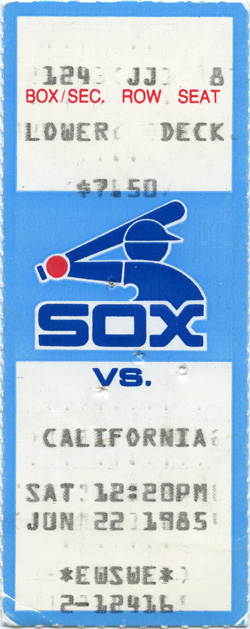 124 JJ 8
BOX/SEC. ROW SEAT
LOWER DECK
$7.50
SOX
VS.
CALIFORNIA
SAT 12:20PM
JUN 22 1985
*EWSWE*
2-12416